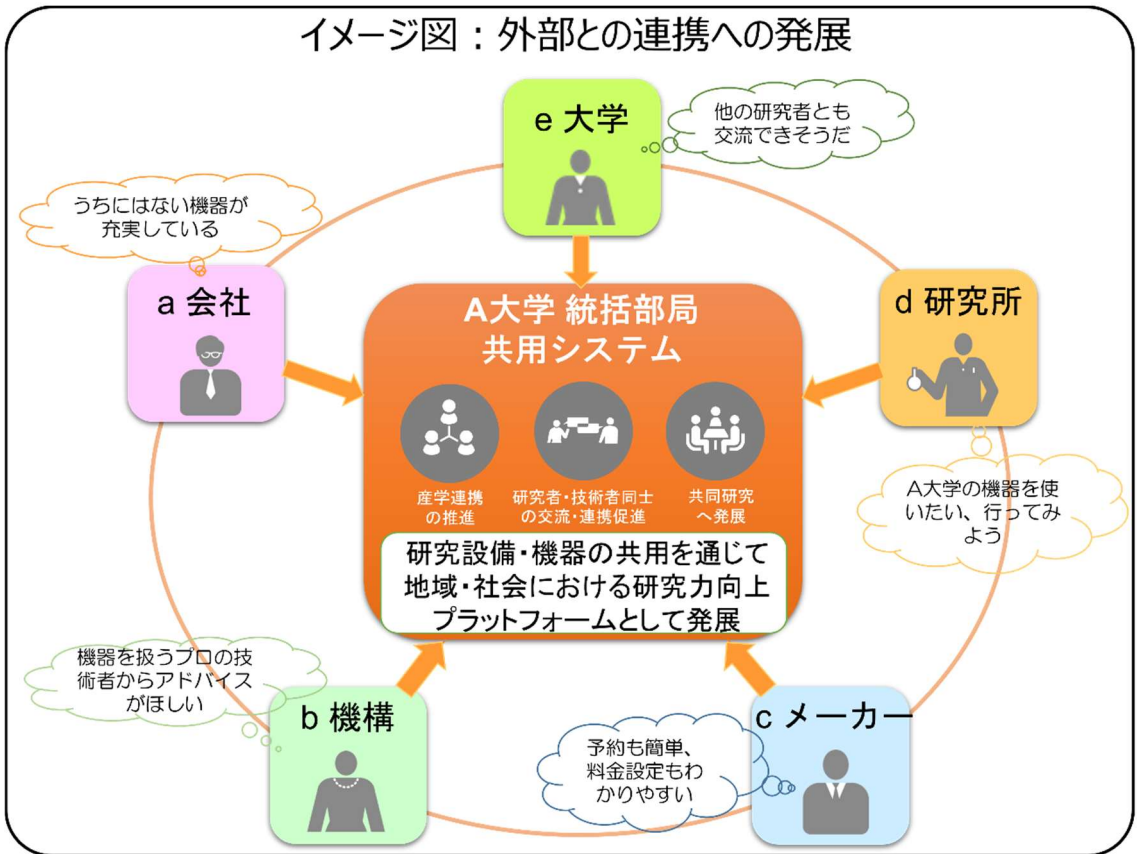 イメージ図：外部との連携への発展
e 大学
他の研究者とも
交流できそうだ
うちにはない機器が
充実している
a 会社
d 研究所
A大学 統括部局
共用システム
産学連携
の推進
研究者・技術者同士
の交流・連携促進
共同研究
へ発展
A大学の機器を使
いたい、行ってみ
よう
研究設備・機器の共用を通じて
地域・社会における研究力向上
プラットフォームとして発展
機器を扱うプロの技
術者からアドバイス
がほしい
b 機構
c メーカー
予約も簡単、
料金設定もわ
かりやすい